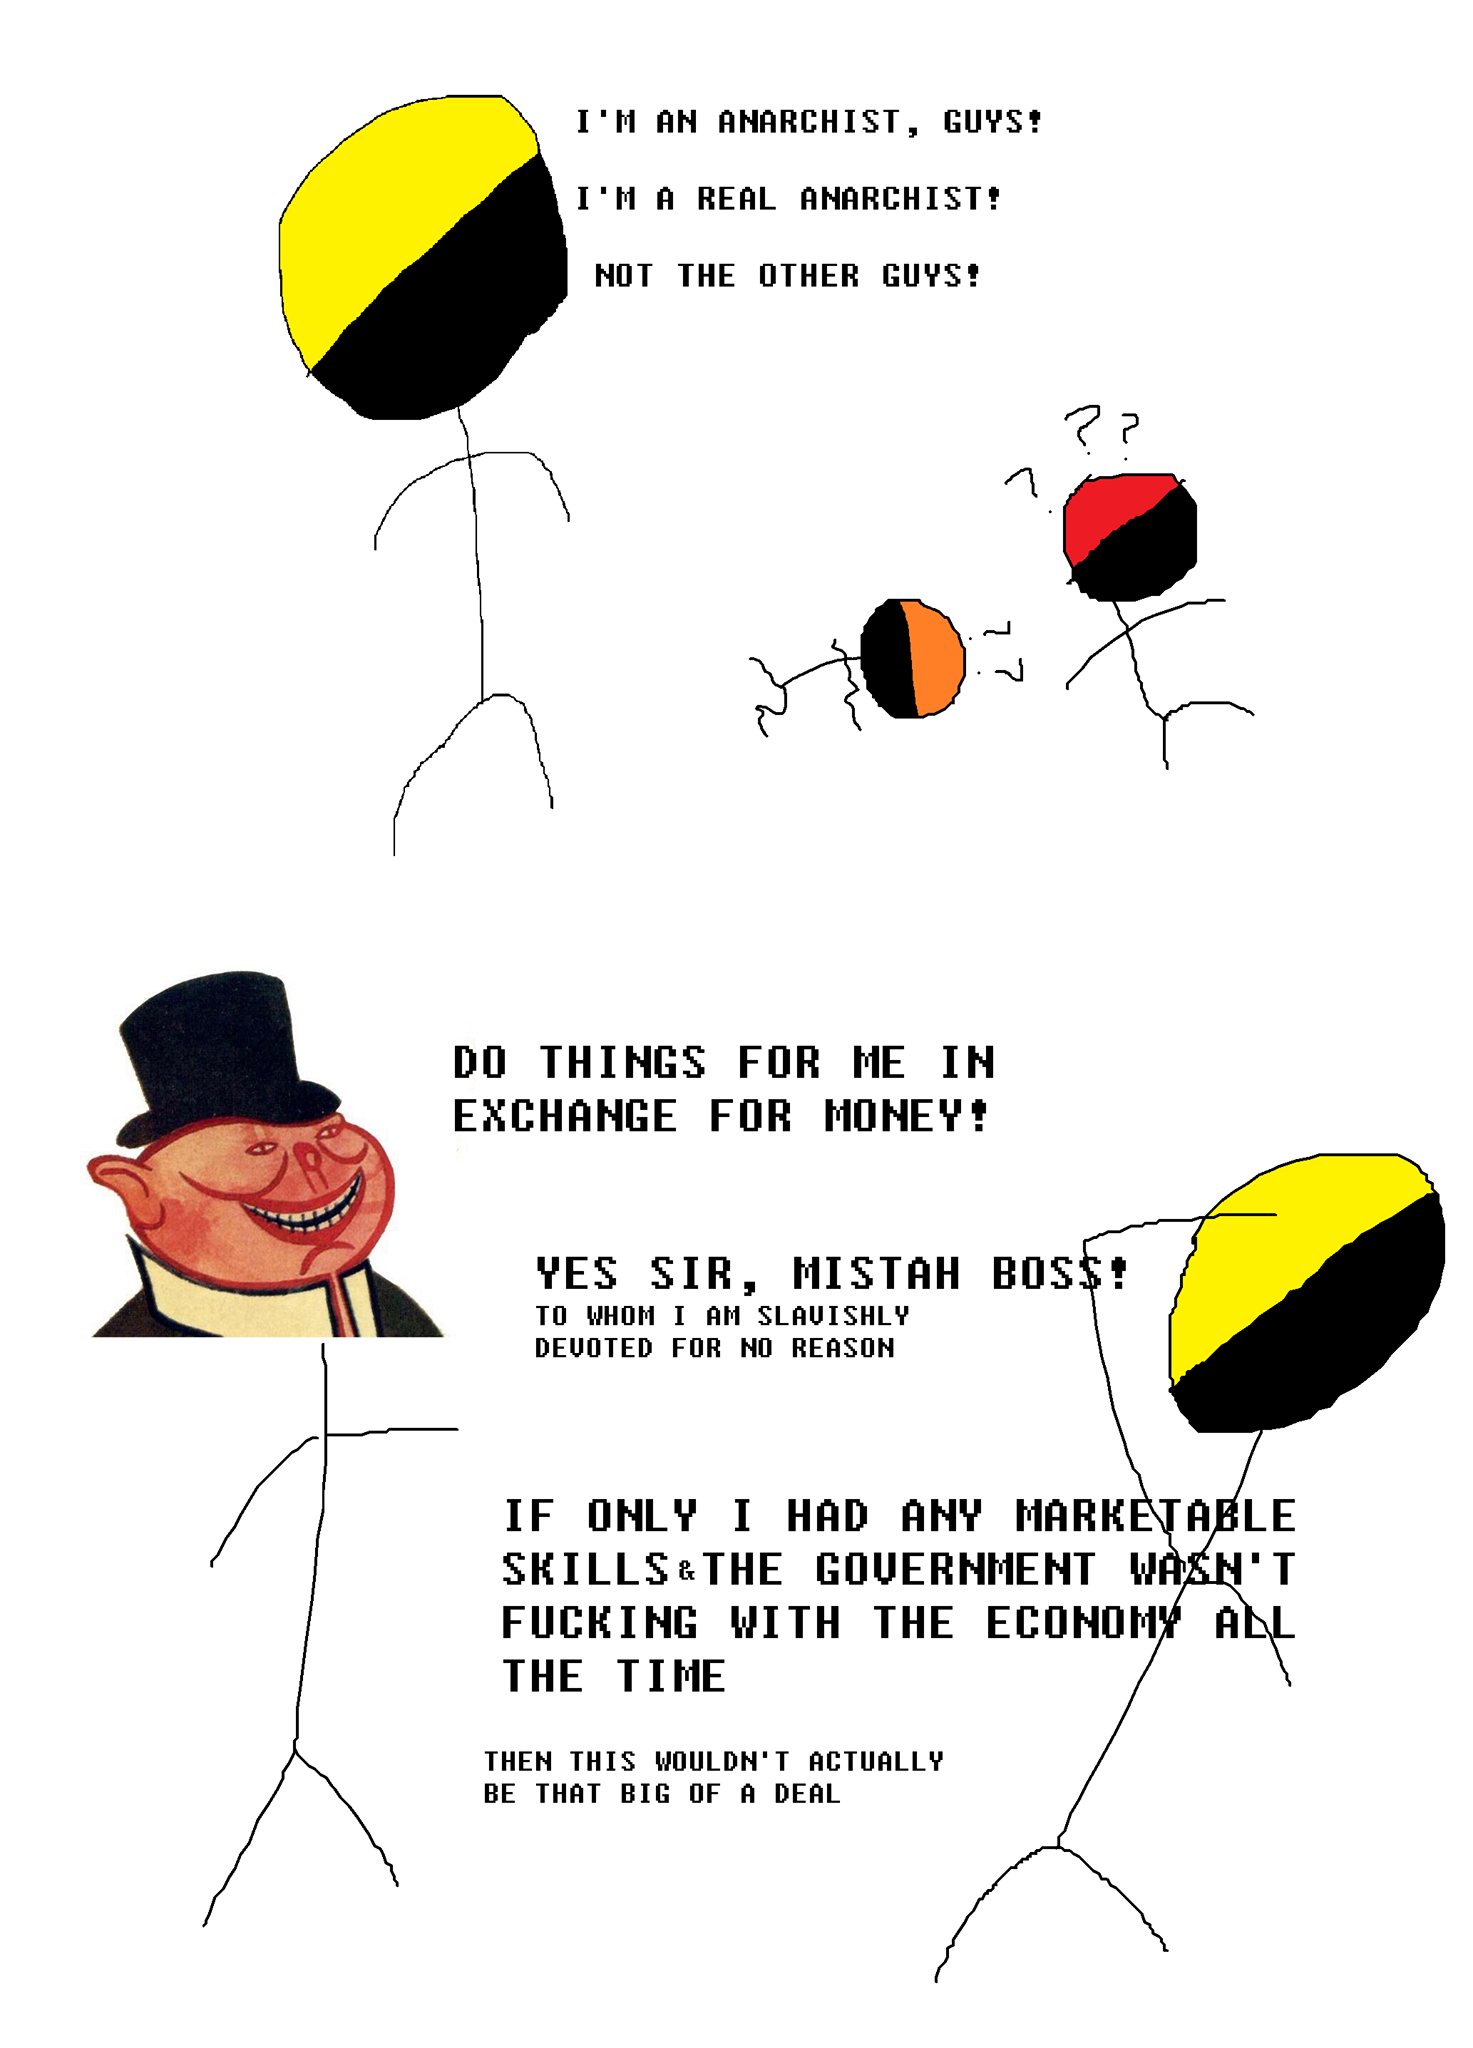 I'M AN ANARCHIST, GUYS!
I'M A REAL ANARCHIST!
NOT THE OTHER GUYS!
? ?
?
?
?
DO THINGS FOR ME IN
EXCHANGE FOR MONEY!
YES SIR, MISTAH BOSS!
TO WHOM I AM SLAVISHLY
DEVOTED FOR NO REASON
IF ONLY I HAD ANY MARKETABLE
SKILLS&THE GOVERNMENT WASN'T
FUCKING WITH THE ECONOMY ALL
THE TIME
THEN THIS WOULDN'T ACTUALLY
BE THAT BIG OF A DEAL